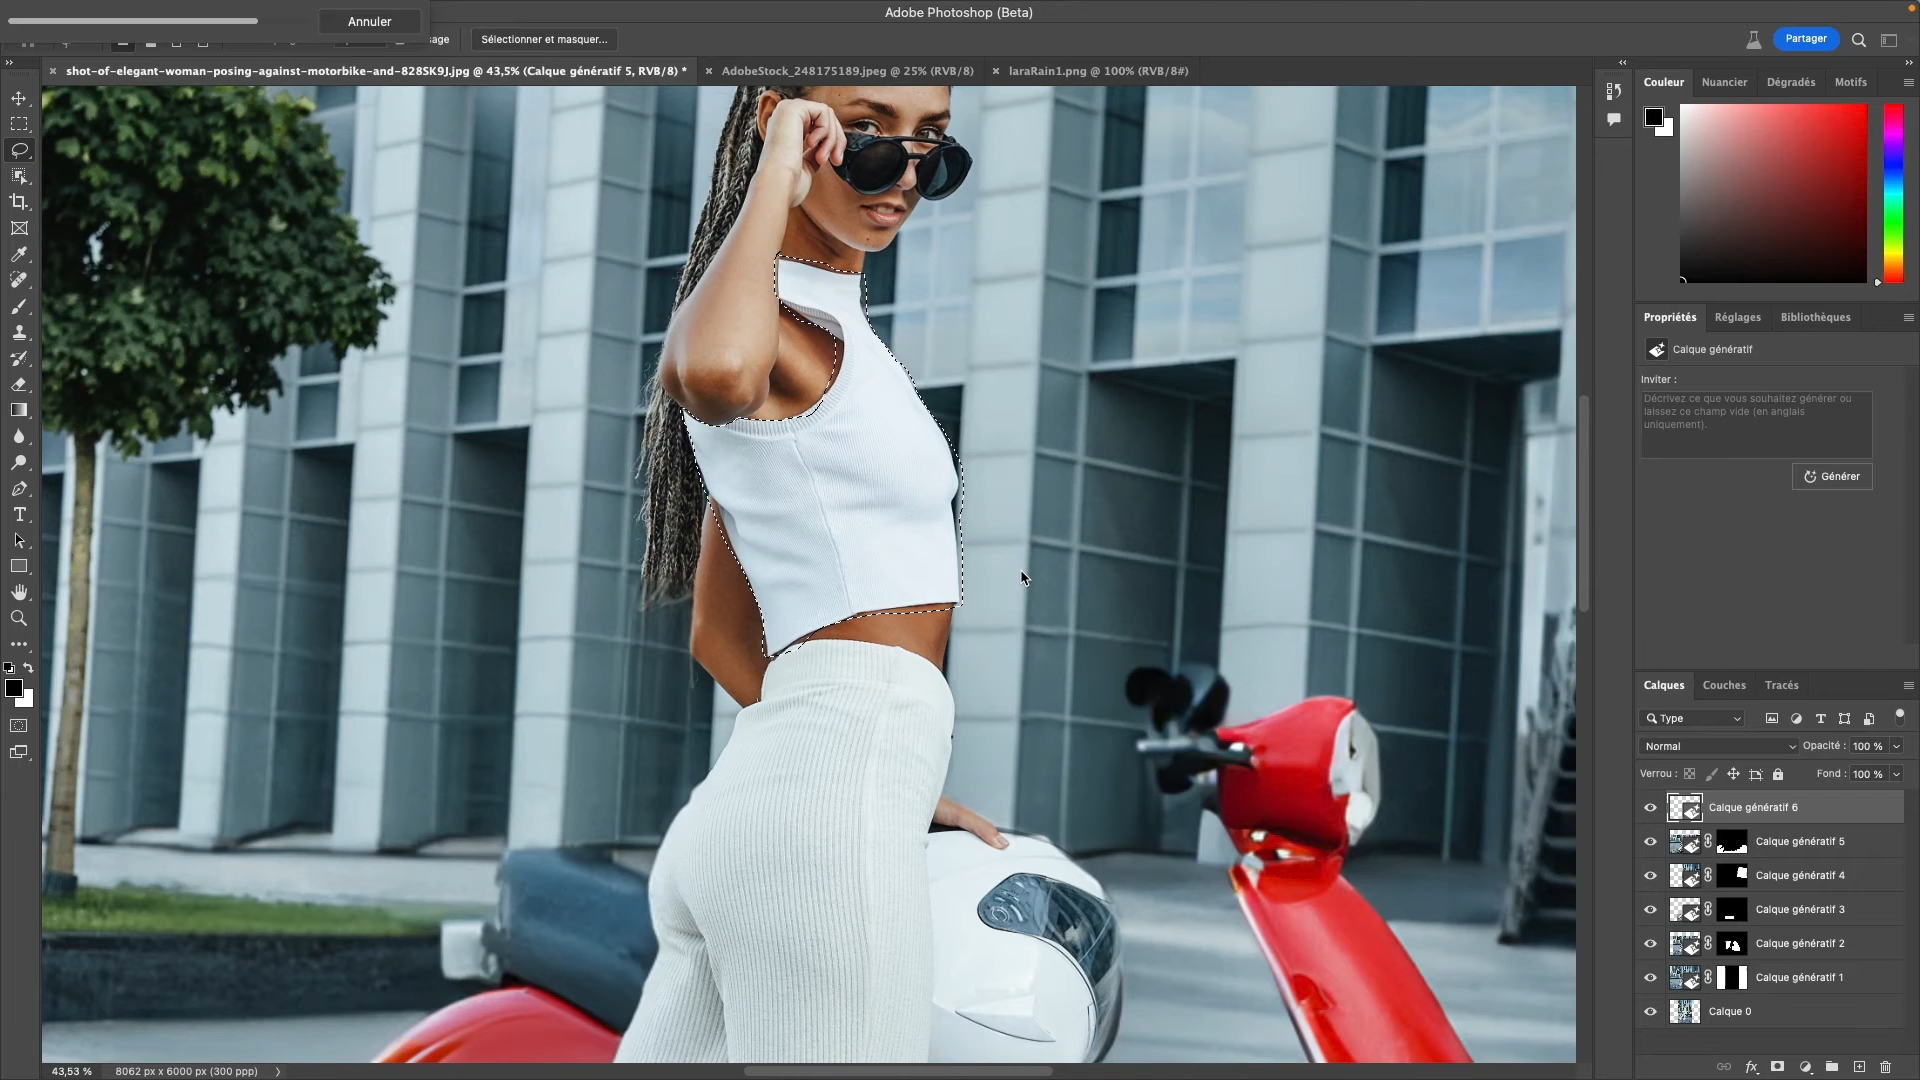 Annuler
Adobe Photoshop (Beta)
Sélectionner et masquer...
Partager
shot-of-elegant-woman-posing-against-motorbike-and-828SK9J.jpg @ 43,5% (Calque génératif 5, RVB/8) *
AdobeStock_248175189.jpeg @ 25% (RVB/8)
laraRain1.png @ 100% (RVB/8#)
Couleur
Nuancier
Dégradés
Motifs
Propriétés
Réglages
Bibliothèques
Calque génératif
Inviter :
Décrivez ce que vous souhaitez générer ou
laissez ce champ vide (en anglais
uniquement).
Générer
Calques
Couches
Tracés
Type
Normal
Opacité : 100 %
Verrou :
Fond : 100 %
Calque génératif 6
Calque génératif 5
Calque génératif 4
Calque génératif 3
Calque génératif 2
Calque génératif 1
Calque 0
43,53 %
8062 px x 6000 px (300 ppp)